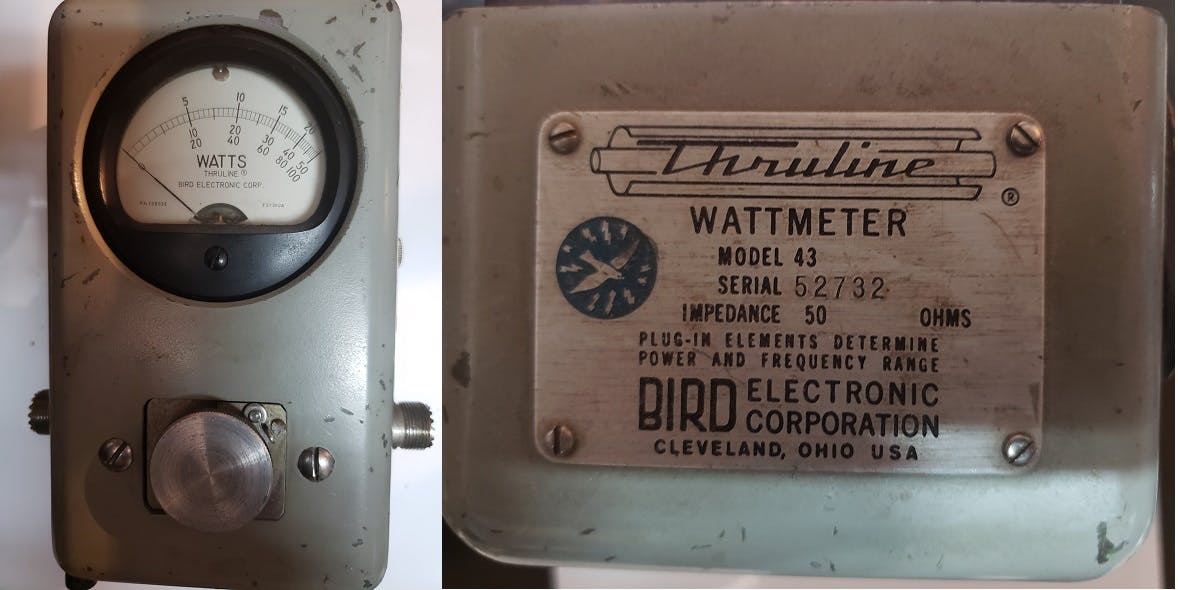 5 10 15 20
10 20 30 40 50
20 40 60 80 100
WATTS
THRULINE ®
BIRD ELECTRONIC CORP.
Thruline ®
WATTMETER
MODEL 43
SERIAL 52732
IMPEDANCE 50 OHMS
PLUG-IN ELEMENTS DETERMINE
POWER AND FREQUENCY RANGE
BIRD ELECTRONIC
CORPORATION
CLEVELAND, OHIO USA